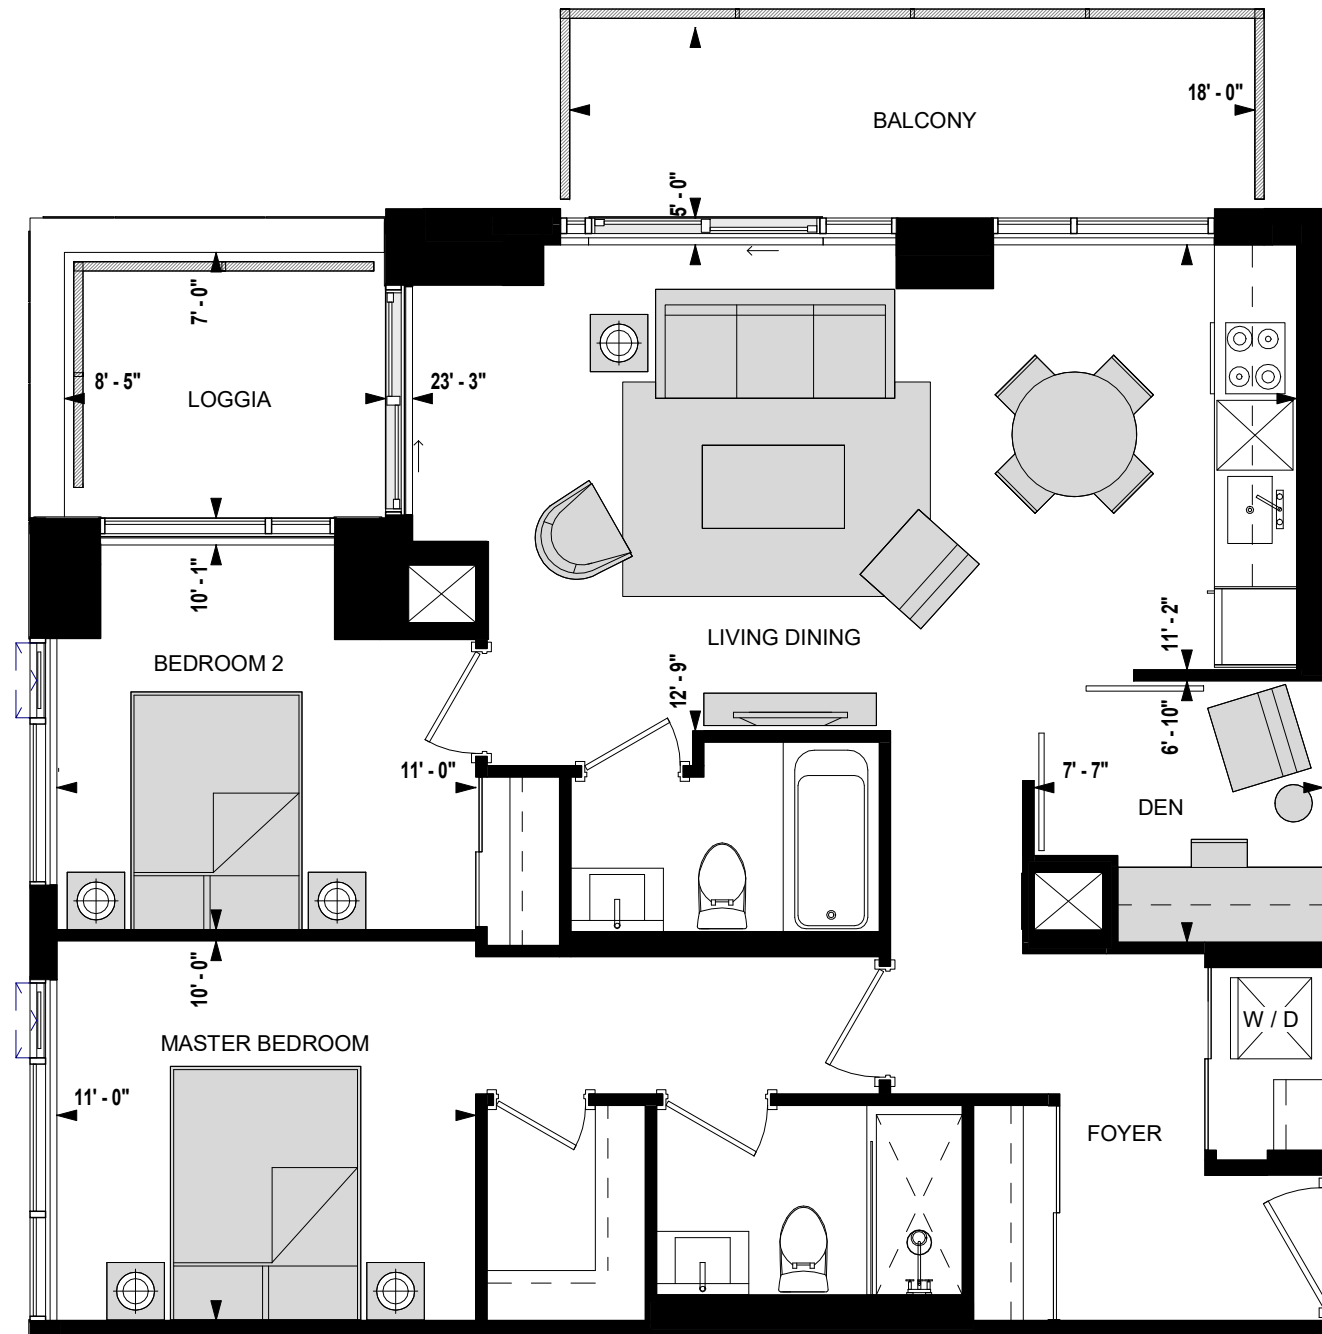 18' - 0"
BALCONY
5' - 0"
7' - 0"
8' - 5"
23' - 3"
LOGGIA
10' - 1"
11' - 2"
LIVING DINING
BEDROOM 2
12' - 9"
6' - 10"
11' - 0"
7' - 7"
DEN
10' - 0"
W / D
MASTER BEDROOM
11' - 0"
FOYER